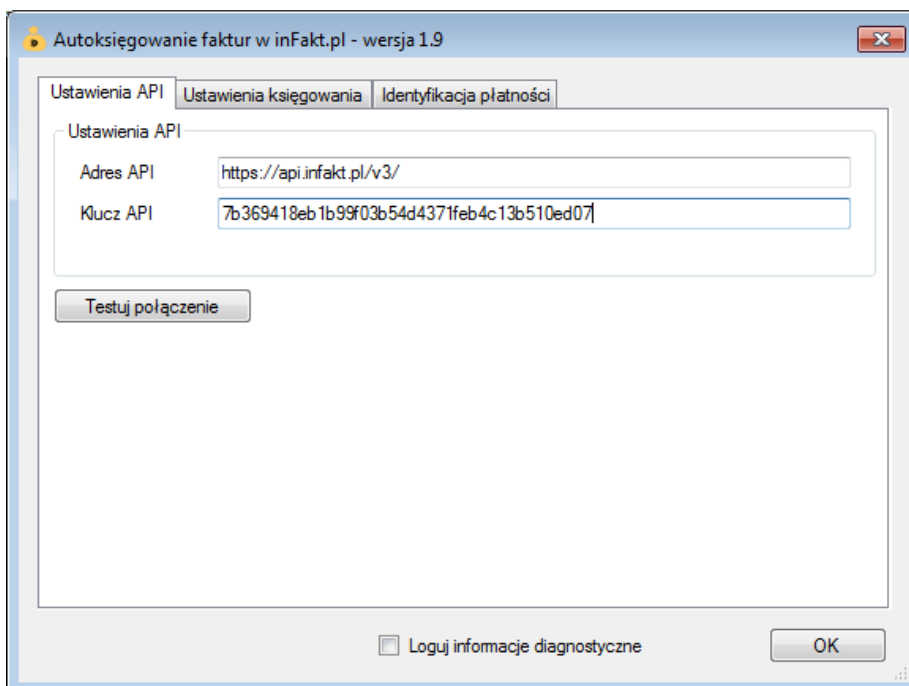 Autoksięgowanie faktur w inFakt.pl - wersja 1.9
Ustawienia API Ustawienia księgowania Identyfikacja płatności
Ustawienia API
Adres API https://api.infakt.pl/v3/
Klucz API 7b369418eb1b99f03b54d4371feb4c13b510ed07
Testuj połączenie
Loguj informacje diagnostyczne OK